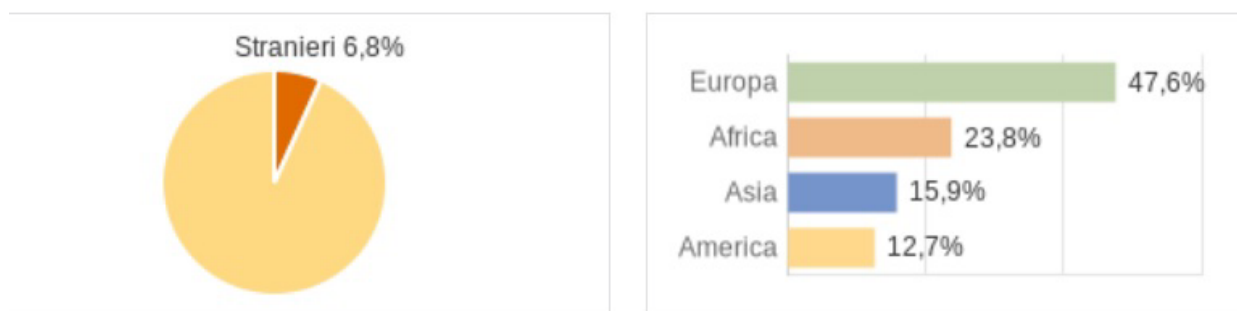 Stranieri 6,8%
Europa 47,6%
Africa 23,8%
Asia 15,9%
America 12,7%